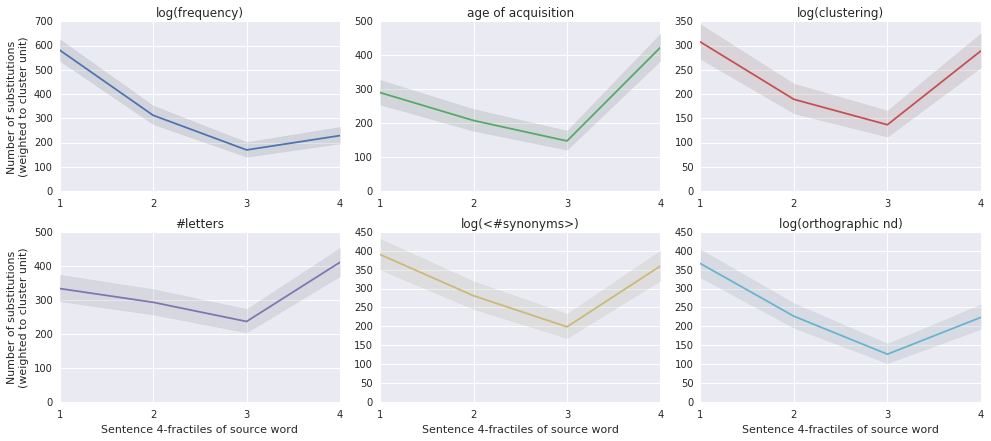 log(frequency)
age of acquisition
log(clustering)
Number of substitutions
(weighted to cluster unit)
700
600
500
400
300
200
100
0
1 2 3 4
500
400
300
200
100
0
1 2 3 4
350
300
250
200
150
100
50
0
1 2 3 4
#letters
log(<#synonyms>)
log(orthographic nd)
Number of substitutions
(weighted to cluster unit)
500
400
300
200
100
0
1 2 3 4
Sentence 4-fractiles of source word
450
400
350
300
250
200
150
100
50
0
1 2 3 4
Sentence 4-fractiles of source word
450
400
350
300
250
200
150
100
50
0
1 2 3 4
Sentence 4-fractiles of source word